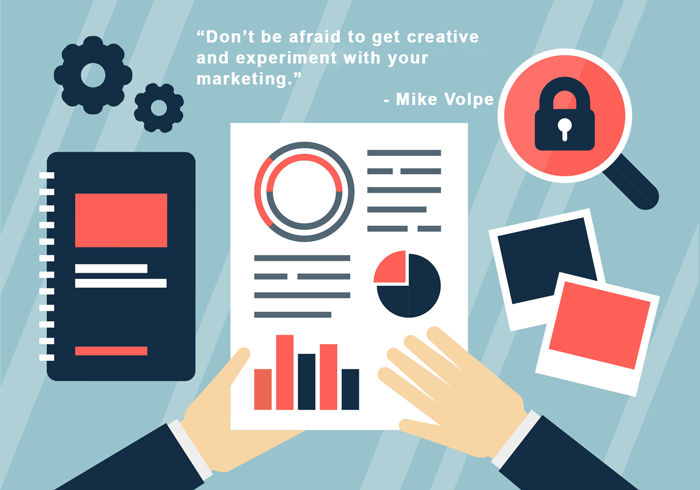 “Don’t be afraid to get creative
and experiment with your
marketing.”
- Mike Volpe